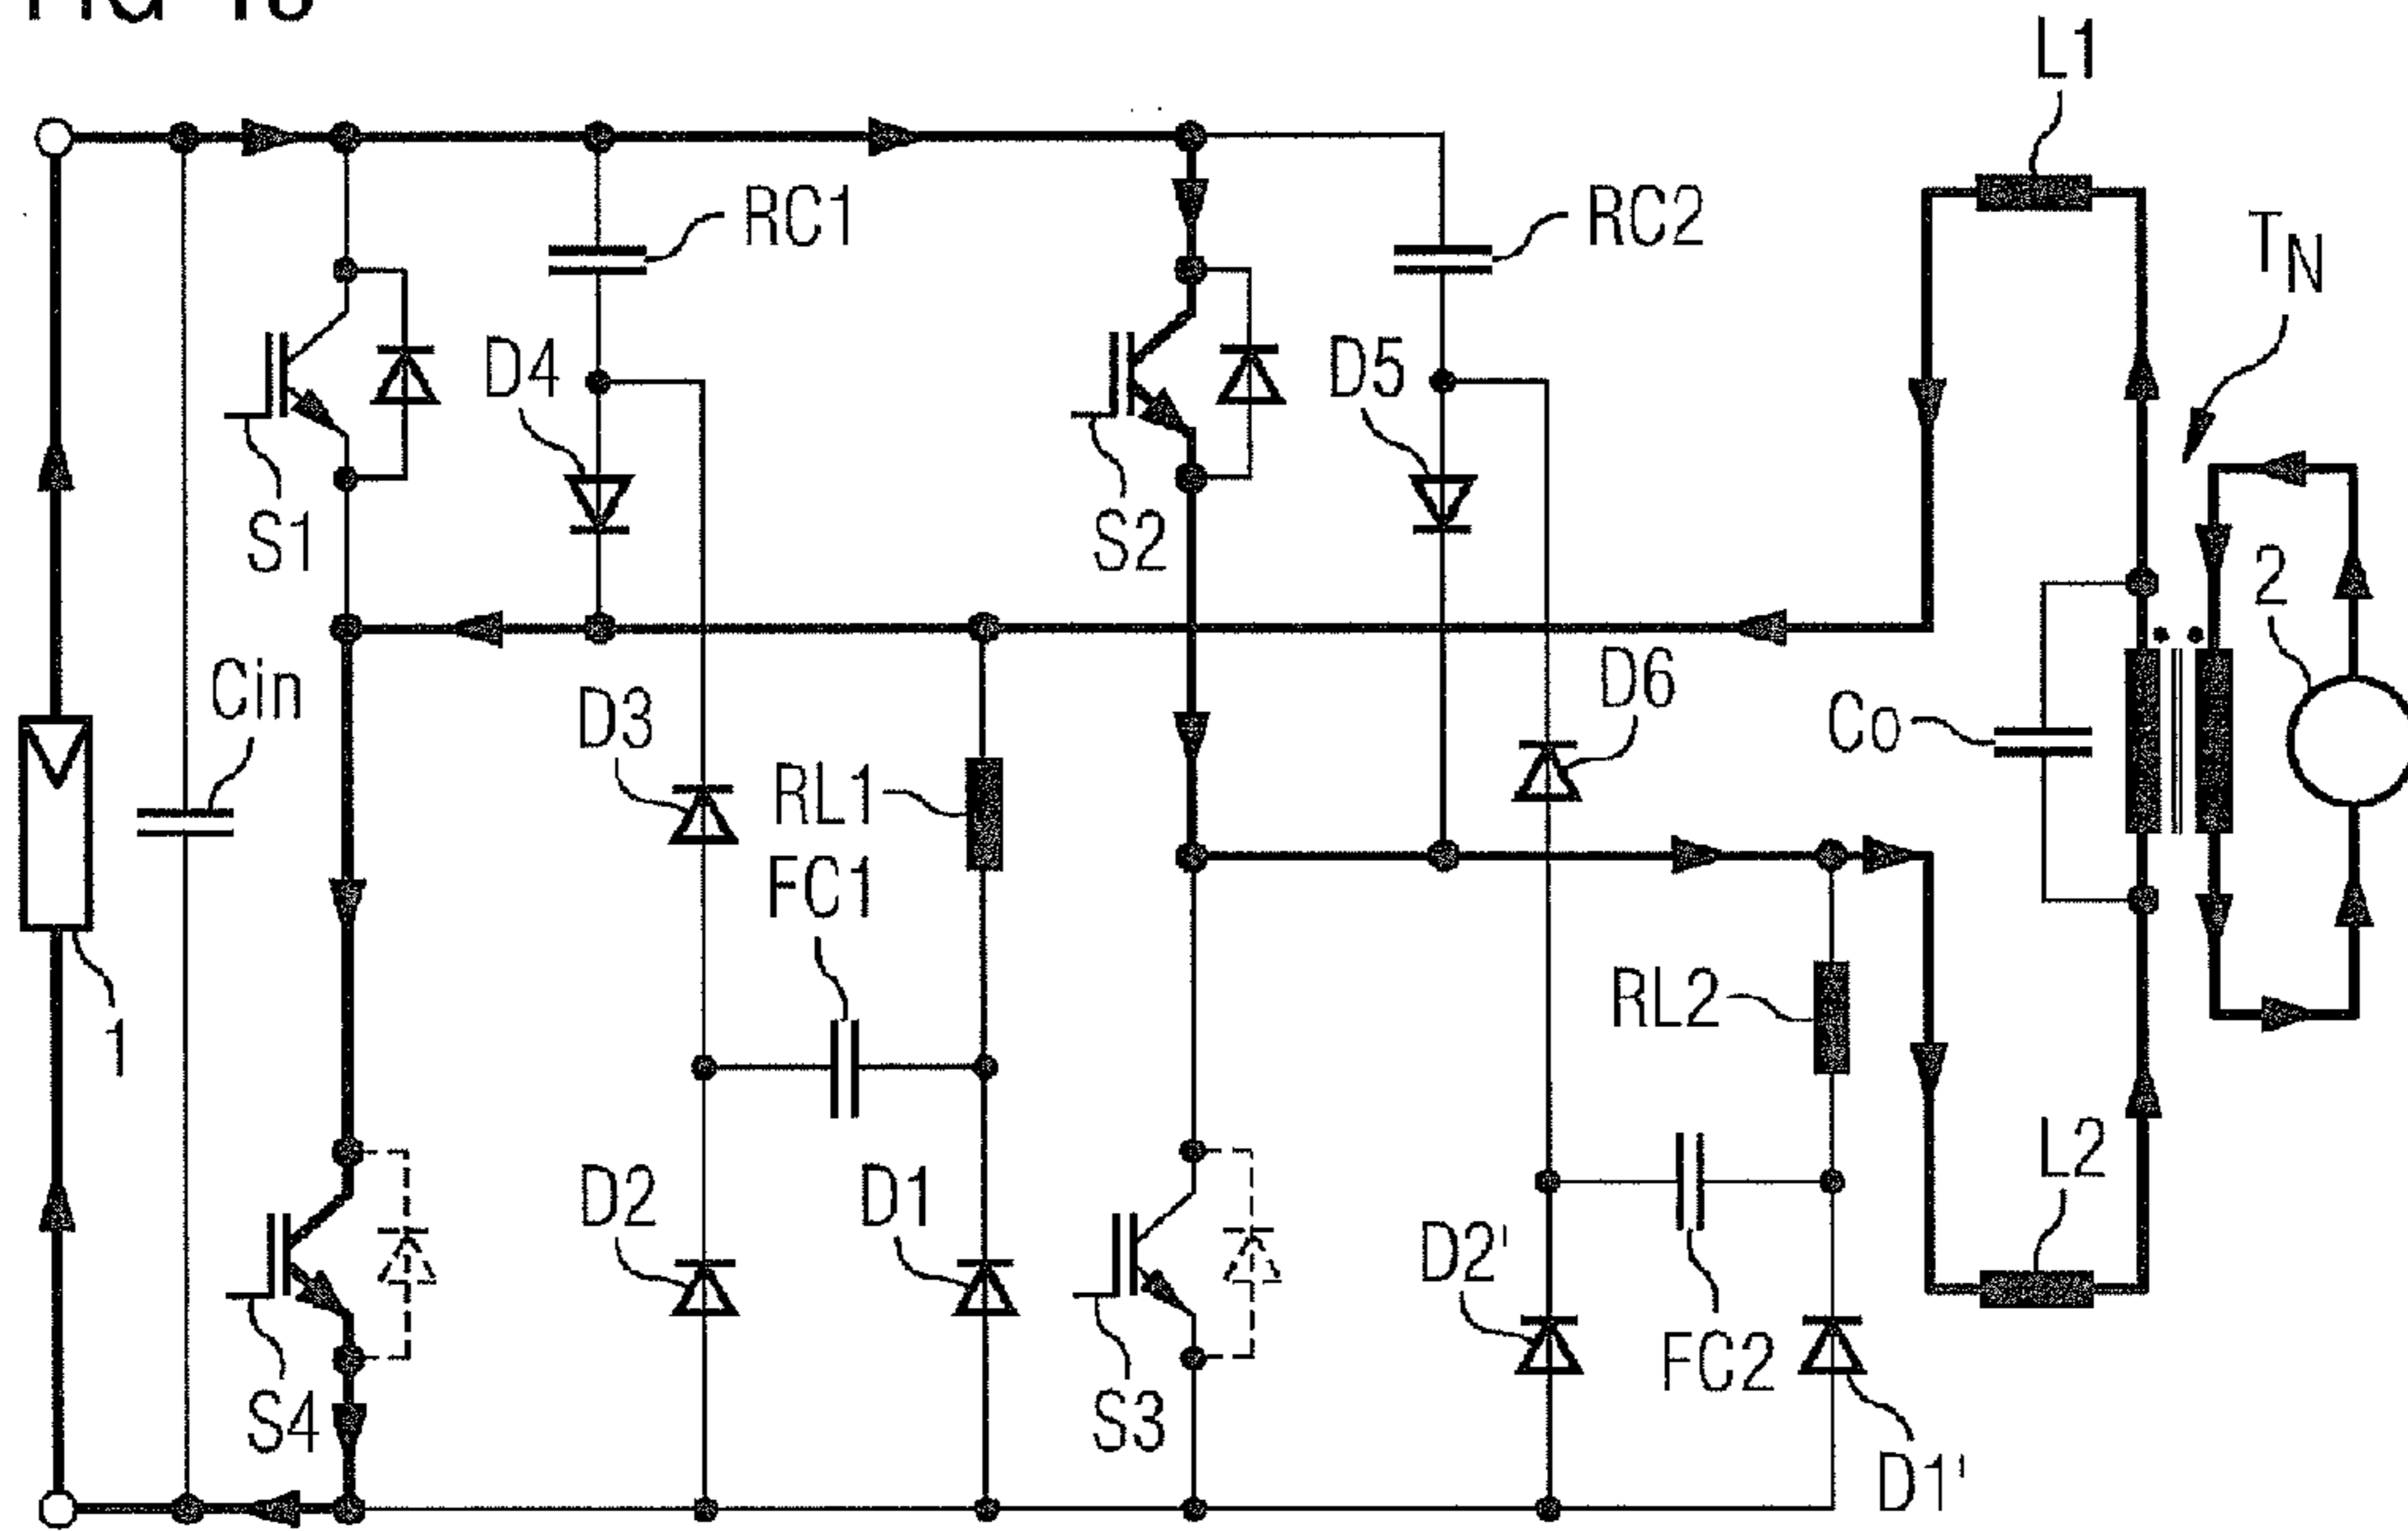 L1
RC1
RC2
TN
D4
D5
S1
S2
2
Cin
D3
D6
Co
RL1
FC1
RL2
1
D2
D1
L2
D2'
FC2
S4
S3
D1'